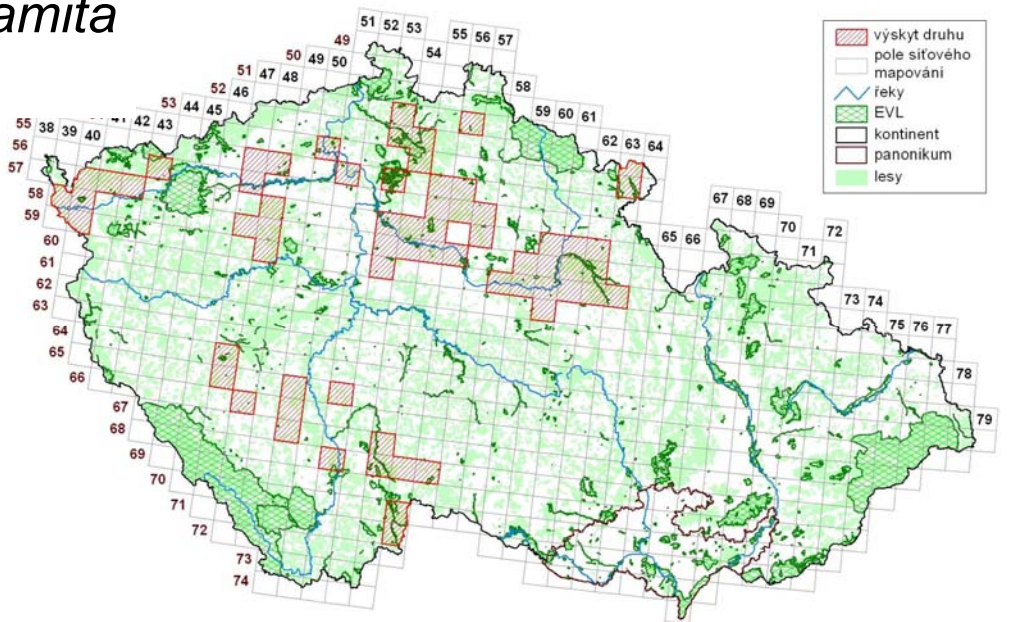 amita
51 52 53
55 56 57
49
54
50 49 50
51 47 48
58
52 46
59 60 61
53 44 45
42 43
55 38 39 40
62 63 64
56
57
58
59
60
61
62
63
64
65
66
67
68
69
70
71
72
73
74
65 66
67 68 69
70
71
72
73 74
75 76 77
78
79
výskyt druhu
pole síťového
mapování
řeky
EVL
kontinent
panonikum
lesy